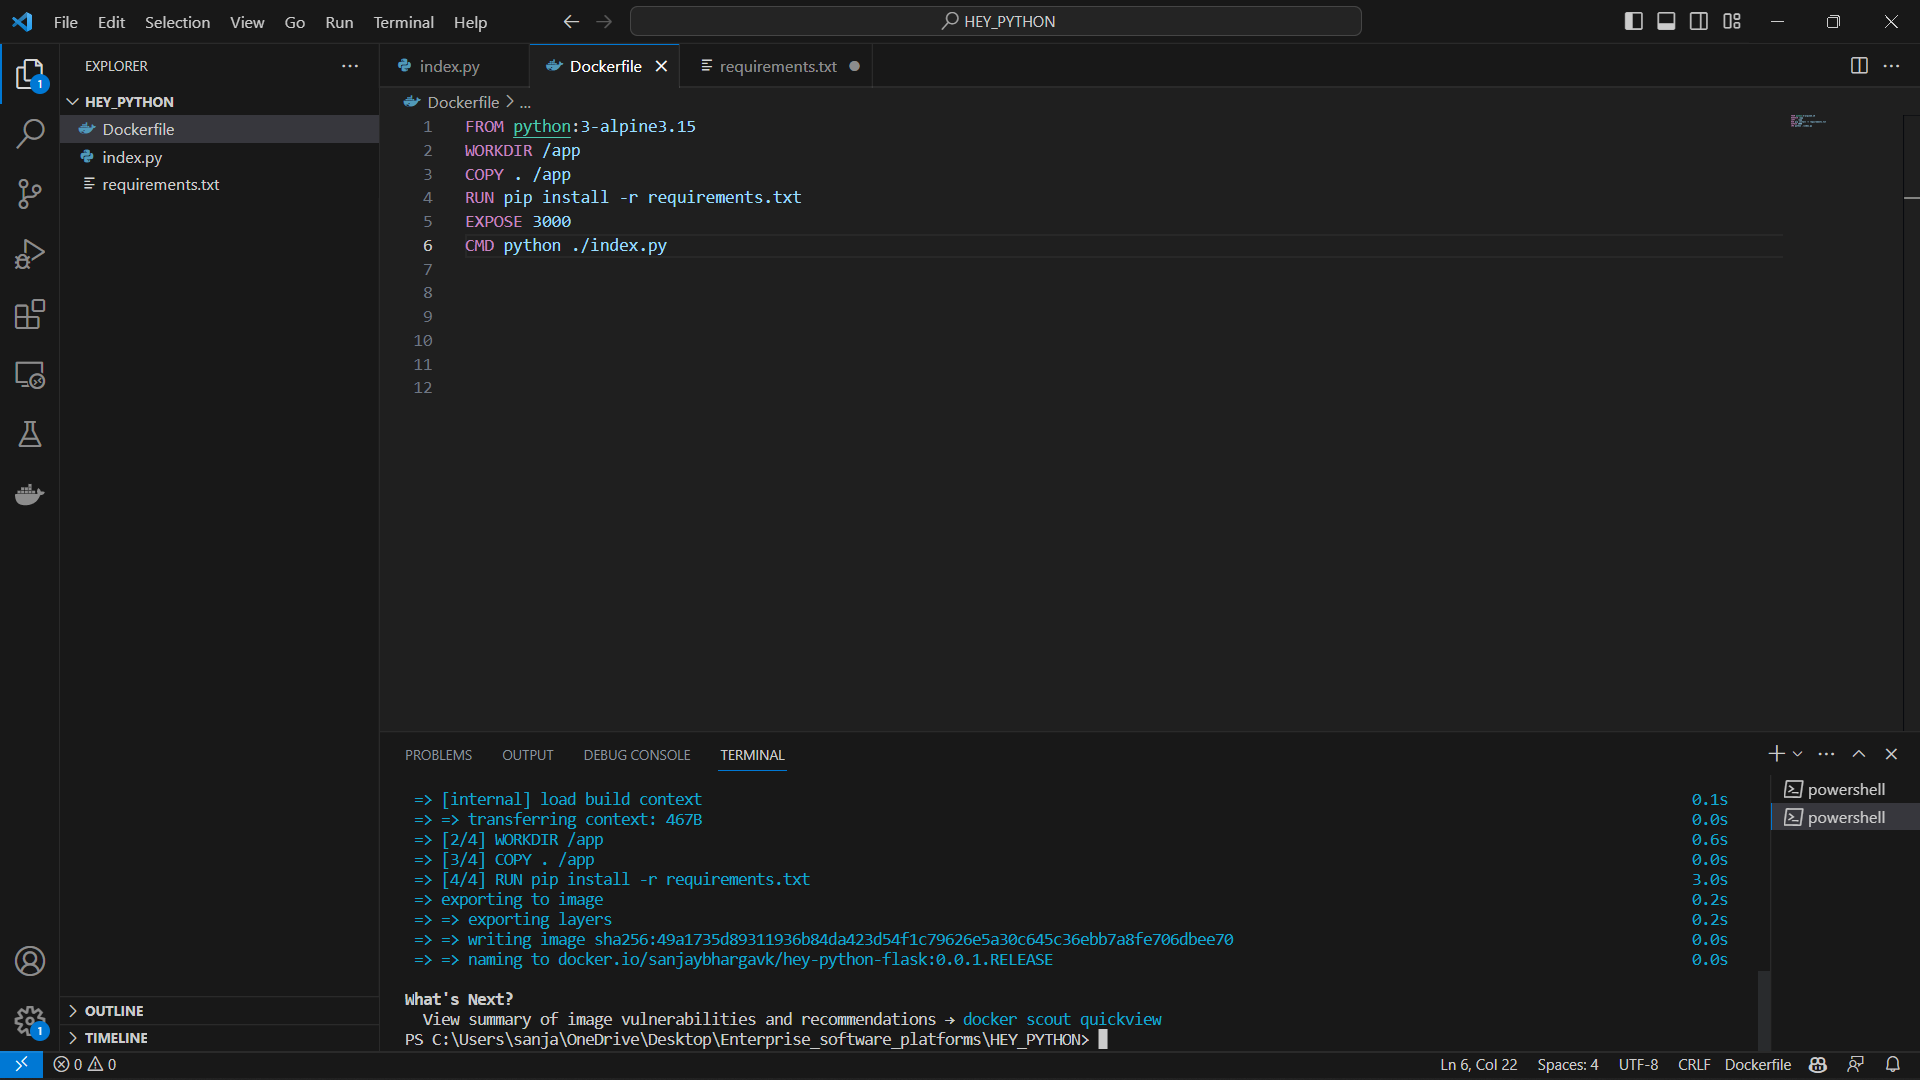 File Edit Selection View Go Run Terminal Help
HEY_PYTHON
EXPLORER
HEY_PYTHON
Dockerfile
index.py
requirements.txt
OUTLINE
TIMELINE
1
1
index.py
Dockerfile
requirements.txt
Dockerfile > ...
1 FROM python:3-alpine3.15
2 WORKDIR /app
3 COPY . /app
4 RUN pip install -r requirements.txt
5 EXPOSE 3000
6 CMD python ./index.py
7
8
9
10
11
12
PROBLEMS OUTPUT DEBUG CONSOLE TERMINAL
=> [internal] load build context 0.1s
=> => transferring context: 467B 0.0s
=> [2/4] WORKDIR /app 0.6s
=> [3/4] COPY . /app 0.0s
=> [4/4] RUN pip install -r requirements.txt 3.0s
=> exporting to image 0.2s
=> => exporting layers 0.2s
=> => writing image sha256:49a1735d89311936b84da423d54f1c79626e5a30c645c36ebb7a8fe706dbee70 0.0s
=> => naming to docker.io/sanjaybhargavk/hey-python-flask:0.0.1.RELEASE 0.0s
What's Next?
View summary of image vulnerabilities and recommendations → docker scout quickview
PS C:\Users\sanja\OneDrive\Desktop\Enterprise_software_platforms\HEY_PYTHON>
powershell
powershell
0 0
Ln 6, Col 22 Spaces: 4 UTF-8 CRLF Dockerfile